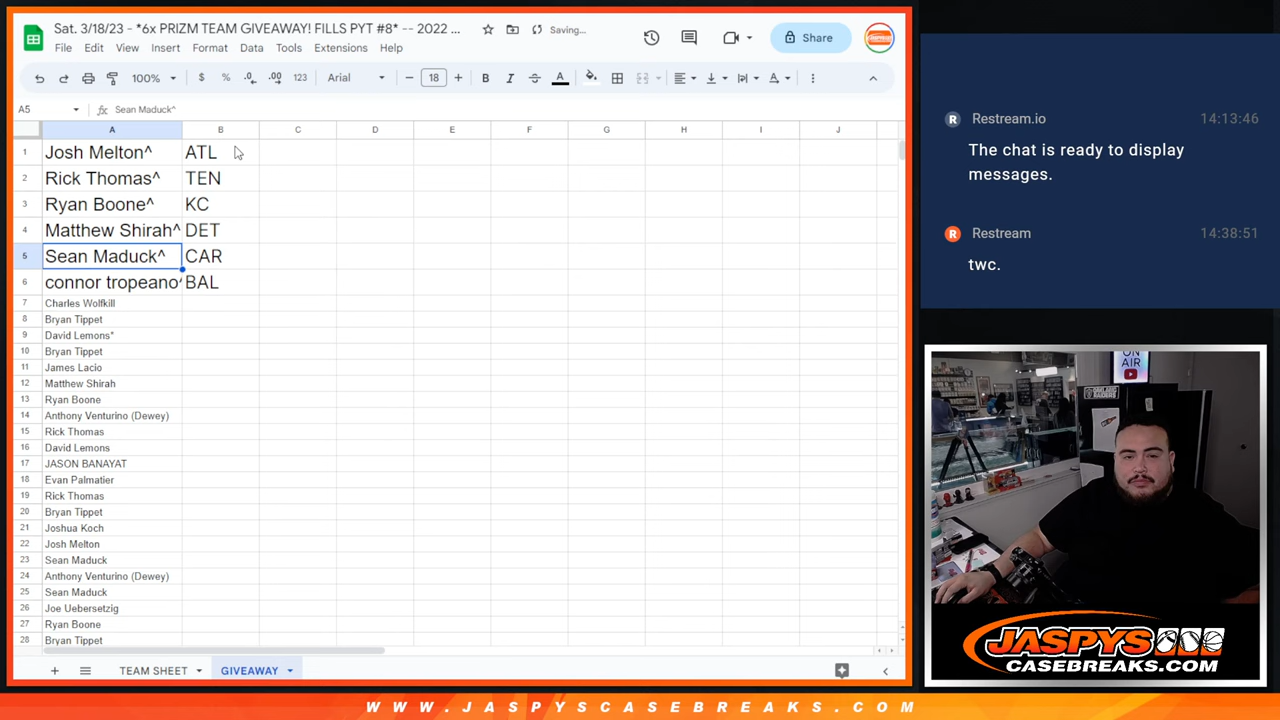 Sat. 3/18/23 - *6x PRIZM TEAM GIVEAWAY! FILLS PYT #8* -- 2022 ...
Saving...
Share
File Edit View Insert Format Data Tools Extensions Help
100% $ % .0 .00 123 Arial - 18 + B I A
A5 fx Sean Maduck^
A B C D E F G H I J
1 Josh Melton^ ATL
2 Rick Thomas^ TEN
3 Ryan Boone^ KC
4 Matthew Shirah^ DET
5 Sean Maduck^ CAR
6 connor tropeano^ BAL
7 Charles Wolfkill
8 Bryan Tippet
9 David Lemons*
10 Bryan Tippet
11 James Lacio
12 Matthew Shirah
13 Ryan Boone
14 Anthony Venturino (Dewey)
15 Rick Thomas
16 David Lemons
17 JASON BANAYAT
18 Evan Palmatier
19 Rick Thomas
20 Bryan Tippet
21 Joshua Koch
22 Josh Melton
23 Sean Maduck
24 Anthony Venturino (Dewey)
25 Sean Maduck
26 Joe Uebersetzig
27 Ryan Boone
28 Bryan Tippet
+ TEAM SHEET GIVEAWAY
R Restream.io 14:13:46
The chat is ready to display
messages.
Restream 14:38:51
twc.
ON
AIR
JASPYS
CASEBREAKS.COM
WWW.JASPYSCASEBREAKS.COM